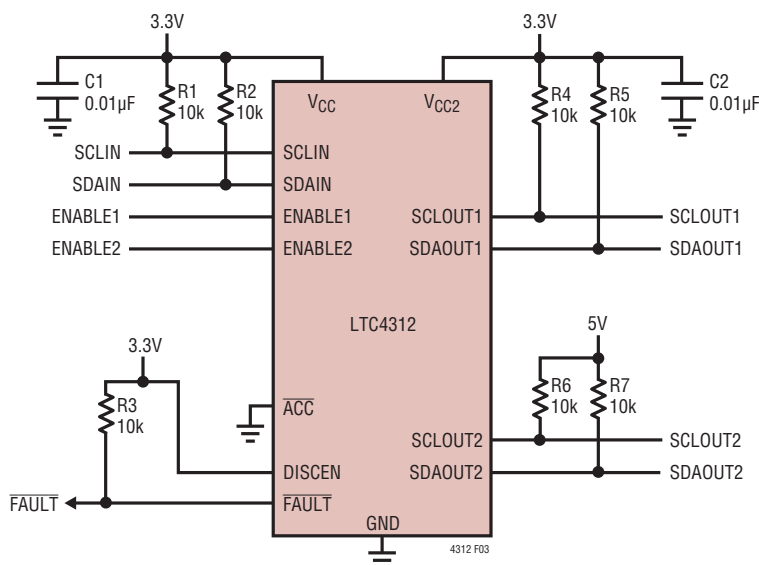 3.3V
3.3V
C1
0.01µF
R1
10k
R2
10k
VCC
VCC2
R4
10k
R5
10k
C2
0.01µF
SCLIN
SCLIN
SDAIN
SDAIN
ENABLE1
ENABLE1
SCLOUT1
SCLOUT1
ENABLE2
ENABLE2
SDAOUT1
SDAOUT1
LTC4312
3.3V
5V
R3
10k
R6
10k
R7
10k
ACC
SCLOUT2
SCLOUT2
DISCEN
SDAOUT2
SDAOUT2
FAULT
FAULT
GND
4312 F03